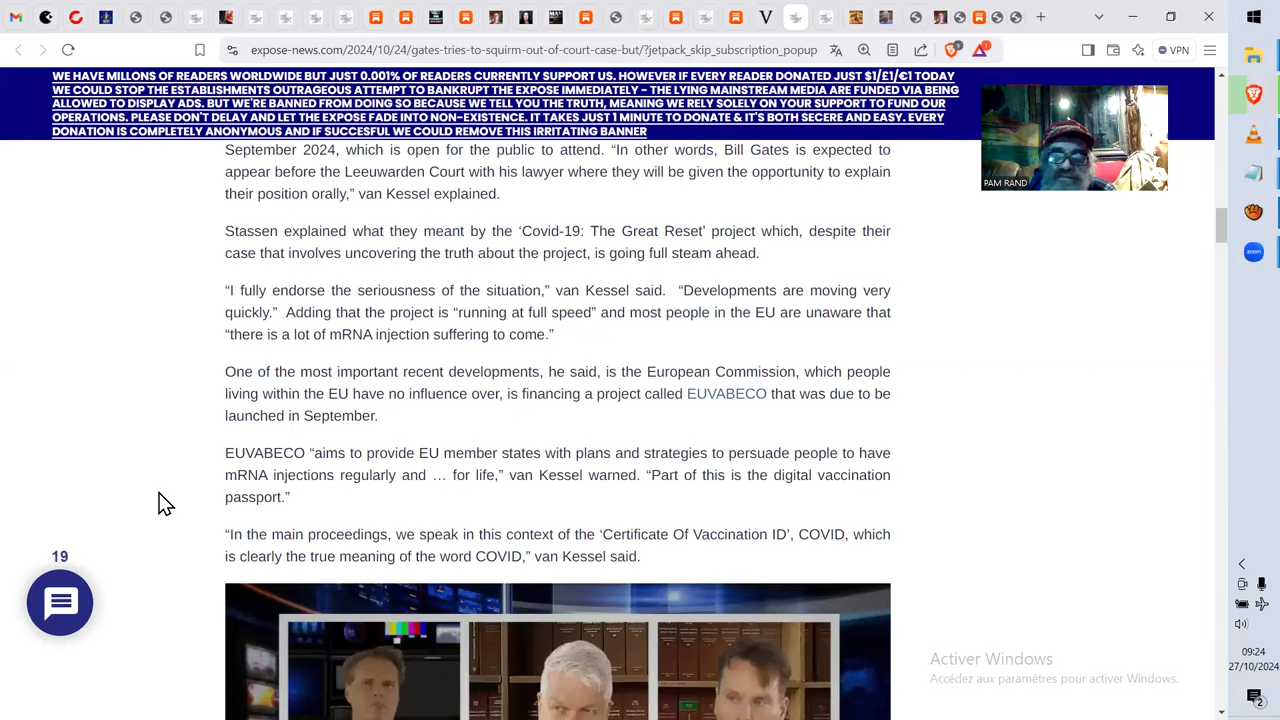 expose-news.com/2024/10/24/gates-tries-to-squirm-out-of-court-case-but/?jetpack_skip_subscription_popup
9
1
VPN
WE HAVE MILLONS OF READERS WORLDWIDE BUT JUST 0.001% OF READERS CURRENTLY SUPPORT US. HOWEVER IF EVERY READER DONATED JUST $1/£1/€1 TODAY
WE COULD STOP THE ESTABLISHMENTS OUTRAGEOUS ATTEMPT TO BANKRUPT THE EXPOSE IMMEDIATELY - THE LYING MAINSTREAM MEDIA ARE FUNDED VIA BEING
ALLOWED TO DISPLAY ADS. BUT WE'RE BANNED FROM DOING SO BECAUSE WE TELL YOU THE TRUTH, MEANING WE RELY SOLELY ON YOUR SUPPORT TO FUND OUR
OPERATIONS. PLEASE DON'T DELAY AND LET THE EXPOSE FADE INTO NON-EXISTENCE. IT TAKES JUST 1 MINUTE TO DONATE & IT'S BOTH SECERE AND EASY. EVERY
DONATION IS COMPLETELY ANONYMOUS AND IF SUCCESFUL WE COULD REMOVE THIS IRRITATING BANNER
PAM RAND
September 2024, which is open for the public to attend. “In other words, Bill Gates is expected to
appear before the Leeuwarden Court with his lawyer where they will be given the opportunity to explain
their position orally,” van Kessel explained.
Stassen explained what they meant by the ‘Covid-19: The Great Reset’ project which, despite their
case that involves uncovering the truth about the project, is going full steam ahead.
“I fully endorse the seriousness of the situation,” van Kessel said. “Developments are moving very
quickly.” Adding that the project is “running at full speed” and most people in the EU are unaware that
“there is a lot of mRNA injection suffering to come.”
One of the most important recent developments, he said, is the European Commission, which people
living within the EU have no influence over, is financing a project called EUVABECO that was due to be
launched in September.
EUVABECO “aims to provide EU member states with plans and strategies to persuade people to have
mRNA injections regularly and … for life,” van Kessel warned. “Part of this is the digital vaccination
passport.”
“In the main proceedings, we speak in this context of the ‘Certificate Of Vaccination ID’, COVID, which
is clearly the true meaning of the word COVID,” van Kessel said.
19
Activer Windows
Accédez aux paramètres pour activer Windows.
zoom
09:24
27/10/2024
2